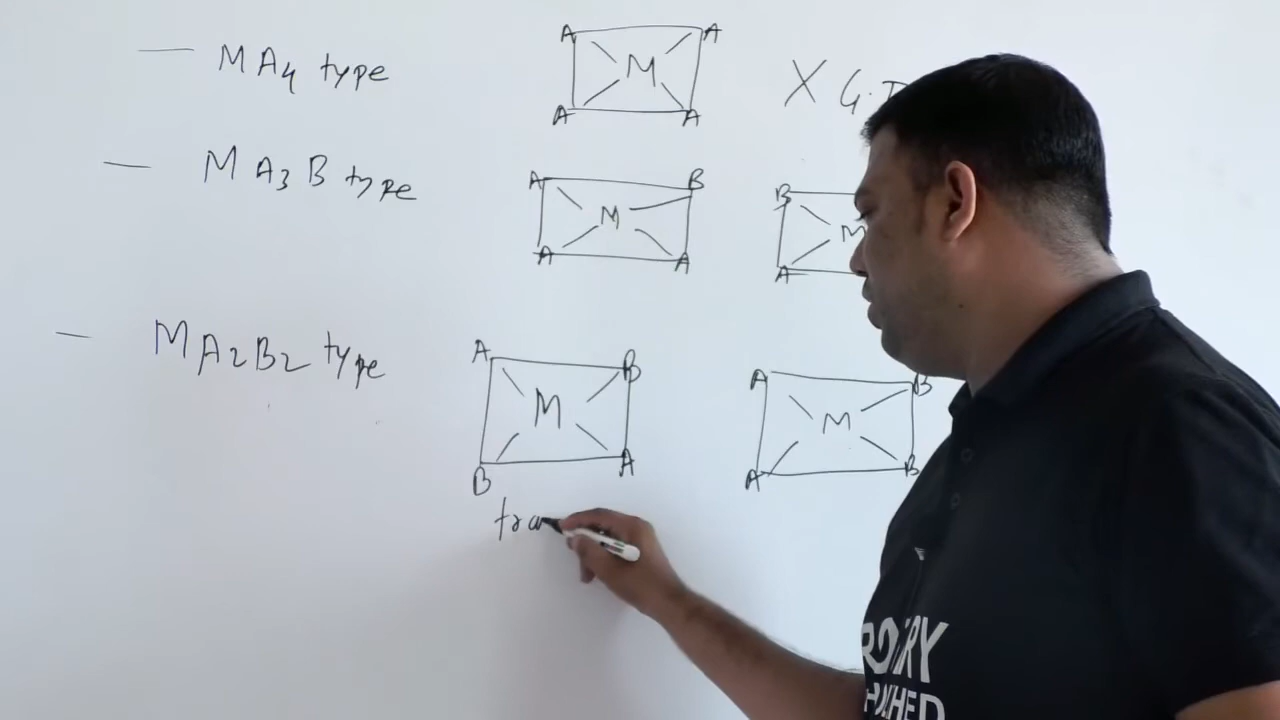 — MA4 type
A A
M
A A
X G.
— MA3B type
A B
M
A A
B
M
A
— MA2B2 type
A B
M
B A
A B
M
A B
tra